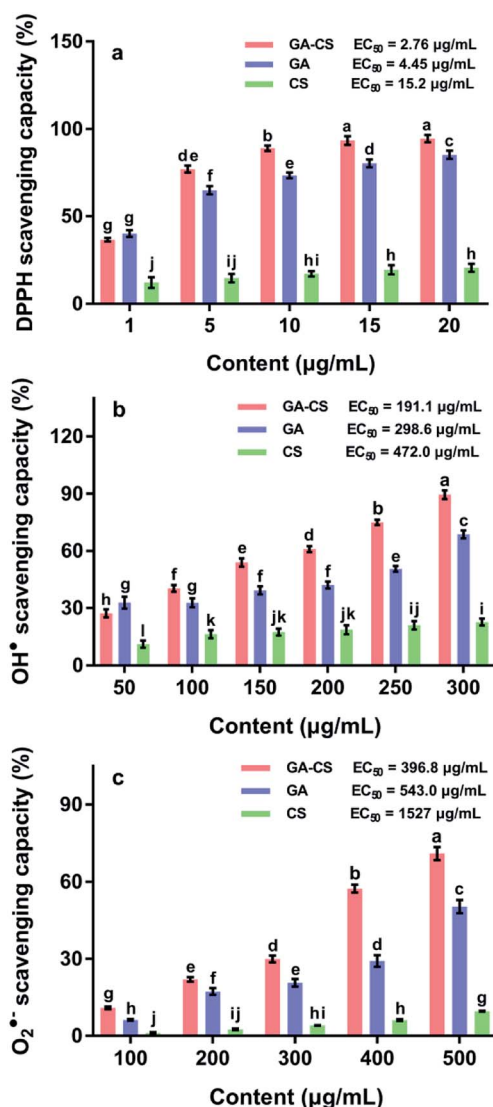 a
GA-CS EC50 = 2.76 µg/mL
GA EC50 = 4.45 µg/mL
CS EC50 = 15.2 µg/mL
DPPH scavenging capacity (%)
150
100
50
0
g g j
de f ij
b e hi
a d h
a c h
1 5 10 15 20
Content (µg/mL)
b
GA-CS EC50 = 191.1 µg/mL
GA EC50 = 298.6 µg/mL
CS EC50 = 472.0 µg/mL
OH• scavenging capacity (%)
120
90
60
30
0
h g l
f g k
e f jk
d f jk
b e ij
a c i
50 100 150 200 250 300
Content (µg/mL)
c
GA-CS EC50 = 396.8 µg/mL
GA EC50 = 543.0 µg/mL
CS EC50 = 1527 µg/mL
O2•- scavenging capacity (%)
90
60
30
0
g h j
e f ij
d e hi
b d h
a c g
100 200 300 400 500
Content (µg/mL)